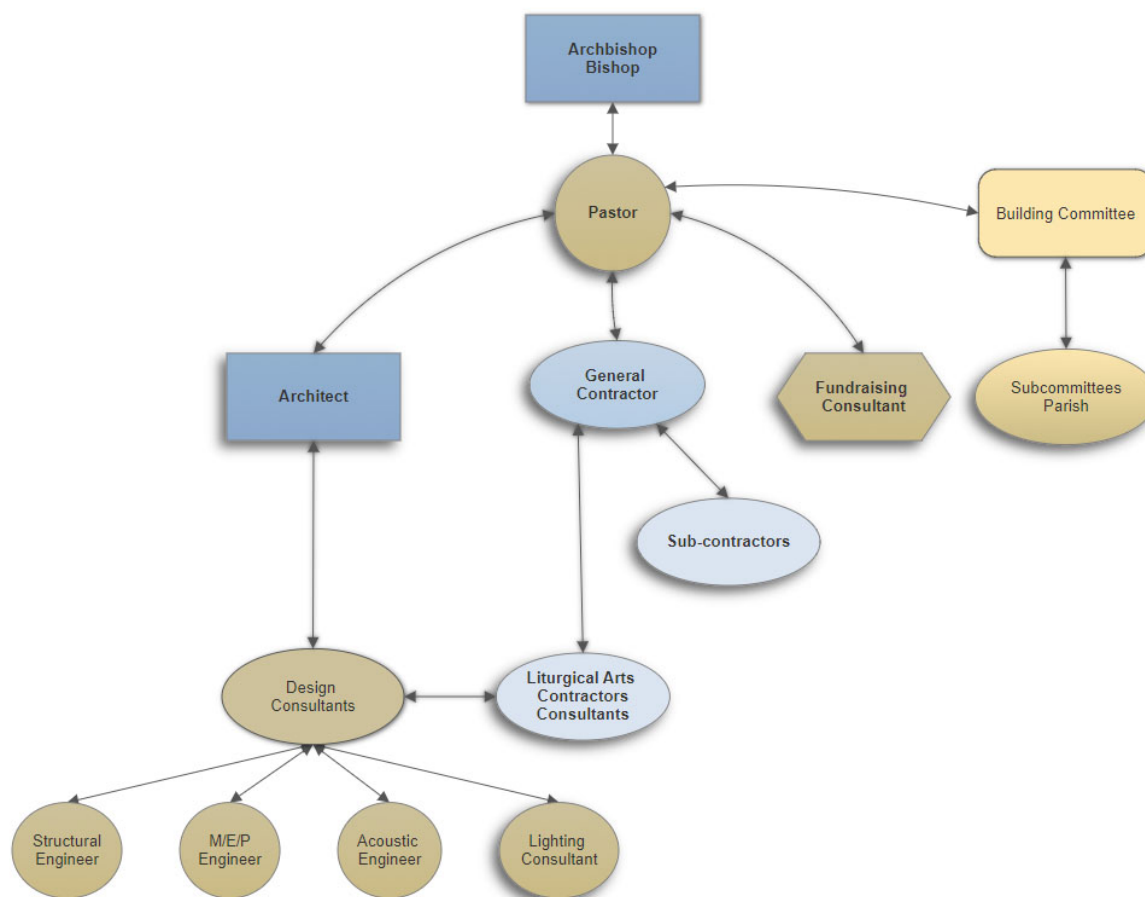 Archbishop
Bishop
Pastor
Building Committee
Architect
General
Contractor
Fundraising
Consultant
Subcommittees
Parish
Sub-contractors
Design
Consultants
Liturgical Arts
Contractors
Consultants
Structural
Engineer
M/E/P
Engineer
Acoustic
Engineer
Lighting
Consultant